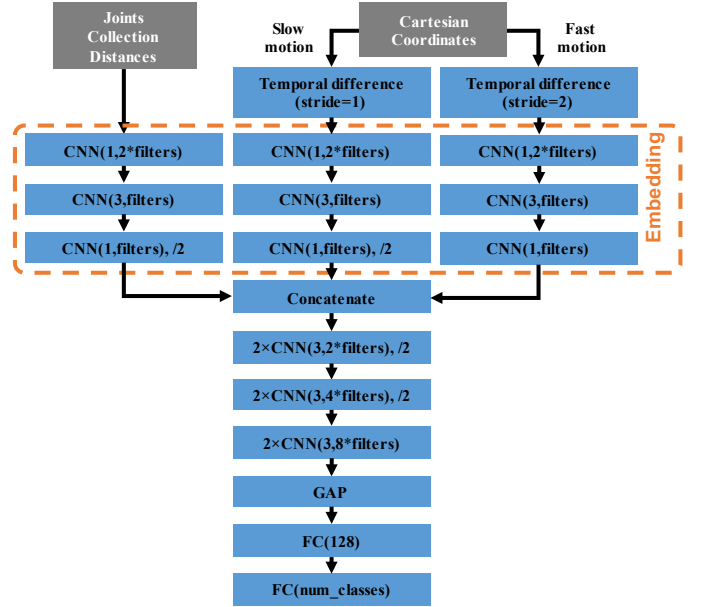 Joints
Collection
Distances
Slow
motion
Cartesian
Coordinates
Fast
motion
Temporal difference
(stride=1)
Temporal difference
(stride=2)
CNN(1,2*filters)
CNN(1,2*filters)
CNN(1,2*filters)
CNN(3,filters)
CNN(3,filters)
CNN(3,filters)
CNN(1,filters), /2
CNN(1,filters), /2
CNN(1,filters)
Embedding
Concatenate
2×CNN(3,2*filters), /2
2×CNN(3,4*filters), /2
2×CNN(3,8*filters)
GAP
FC(128)
FC(num_classes)